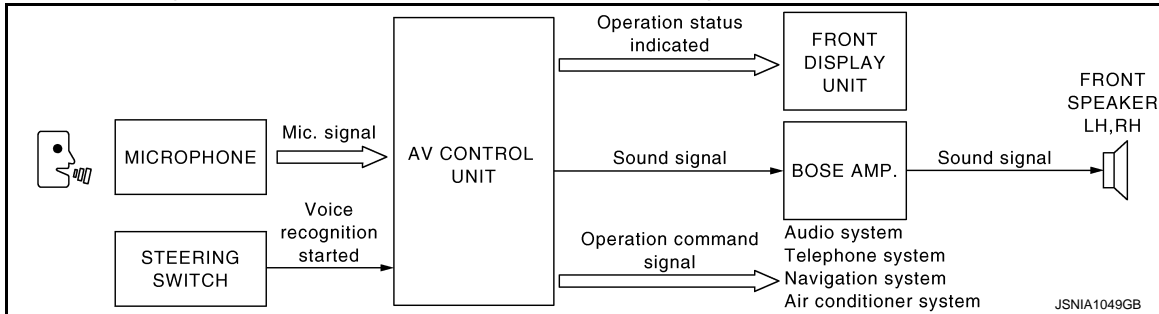 Operation status
indicated
FRONT
DISPLAY
UNIT
FRONT
SPEAKER
LH,RH
MICROPHONE
Mic. signal
AV CONTROL
UNIT
Sound signal
BOSE AMP.
Sound signal
STEERING
SWITCH
Voice
recognition
started
Operation command
signal
Audio system
Telephone system
Navigation system
Air conditioner system
JSNIA1049GB